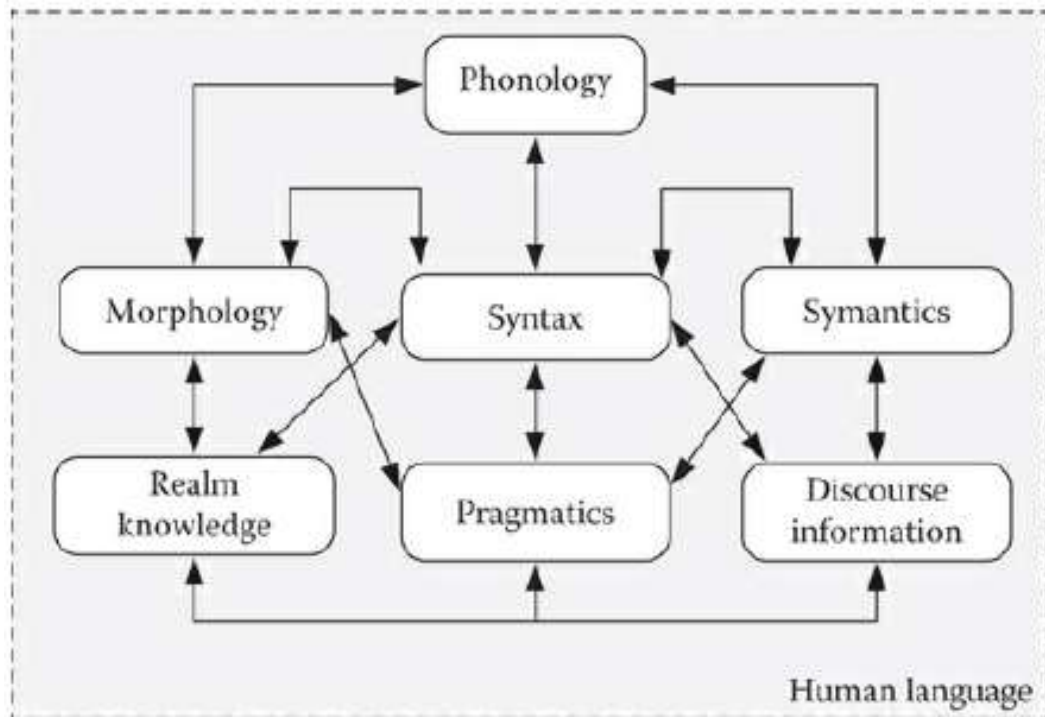 Phonology
Morphology
Syntax
Symantics
Realm
knowledge
Pragmatics
Discourse
information
Human language